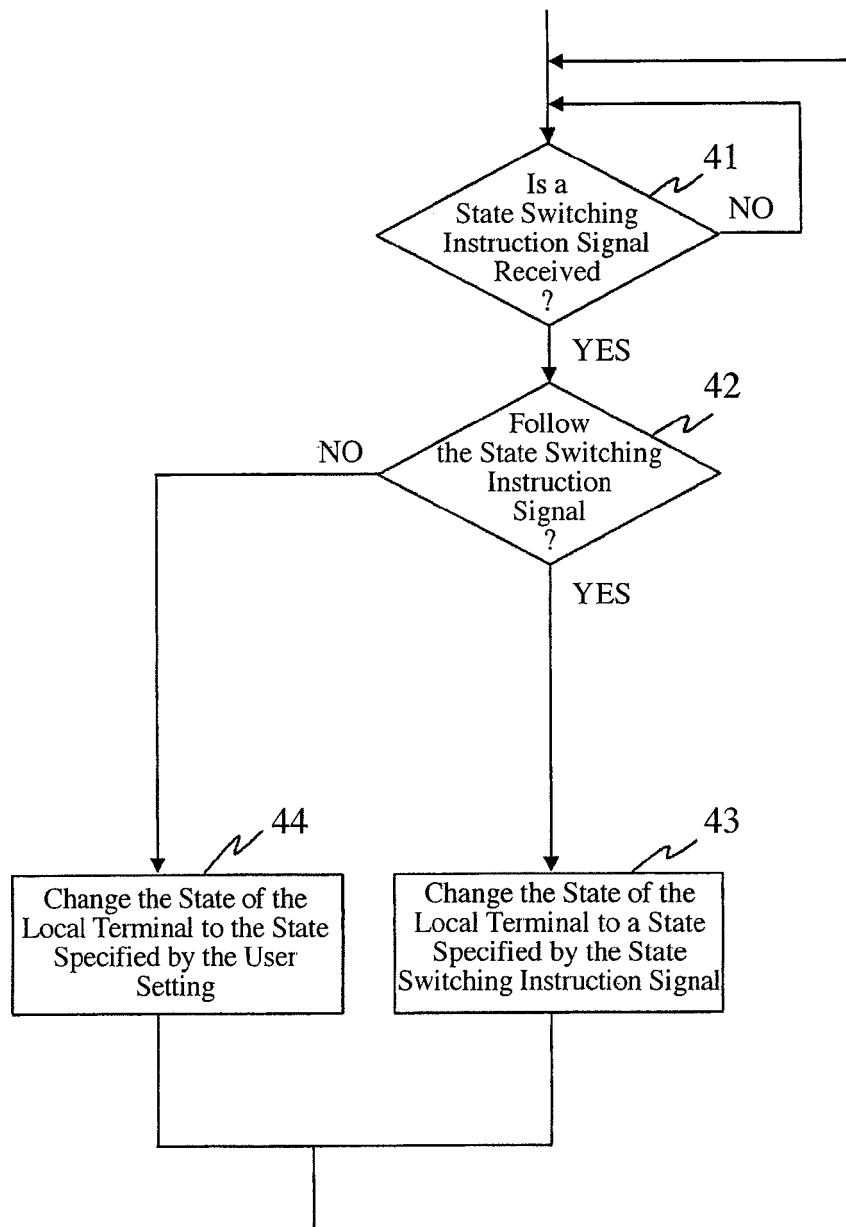 41
Is a
State Switching
Instruction Signal
Received
?
NO
YES
42
Follow
the State Switching
Instruction
Signal
?
NO
YES
44
Change the State of the
Local Terminal to the State
Specified by the User
Setting
43
Change the State of the
Local Terminal to a State
Specified by the State
Switching Instruction Signal